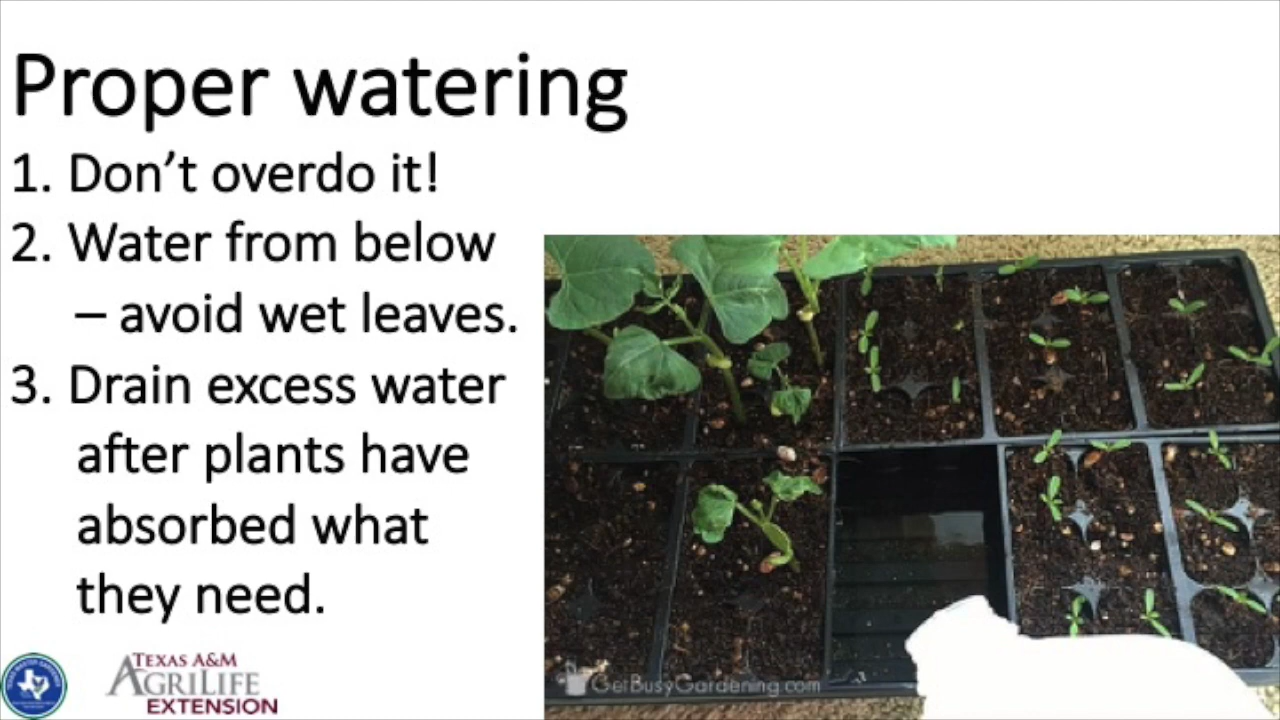 Proper watering
1. Don’t overdo it!
2. Water from below
– avoid wet leaves.
3. Drain excess water
after plants have
absorbed what
they need.
TEXAS A&M
AGRILIFE
EXTENSION
GetBusyGardening.com